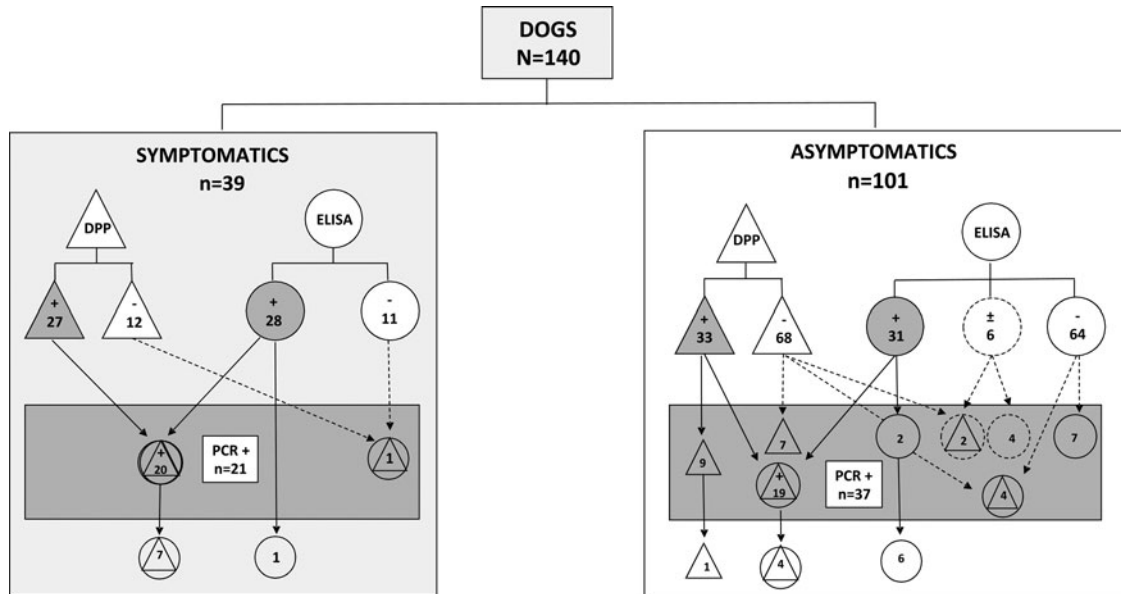 DOGS
N=140
SYMPTOMATICS
n=39
DPP
ELISA
+
27
-
12
+
28
-
11
+
20
PCR +
n=21
1
7
1
ASYMPTOMATICS
n=101
DPP
ELISA
+
33
-
68
+
31
±
6
-
64
9
7
+
19
2
PCR +
n=37
2
4
4
7
1
4
6